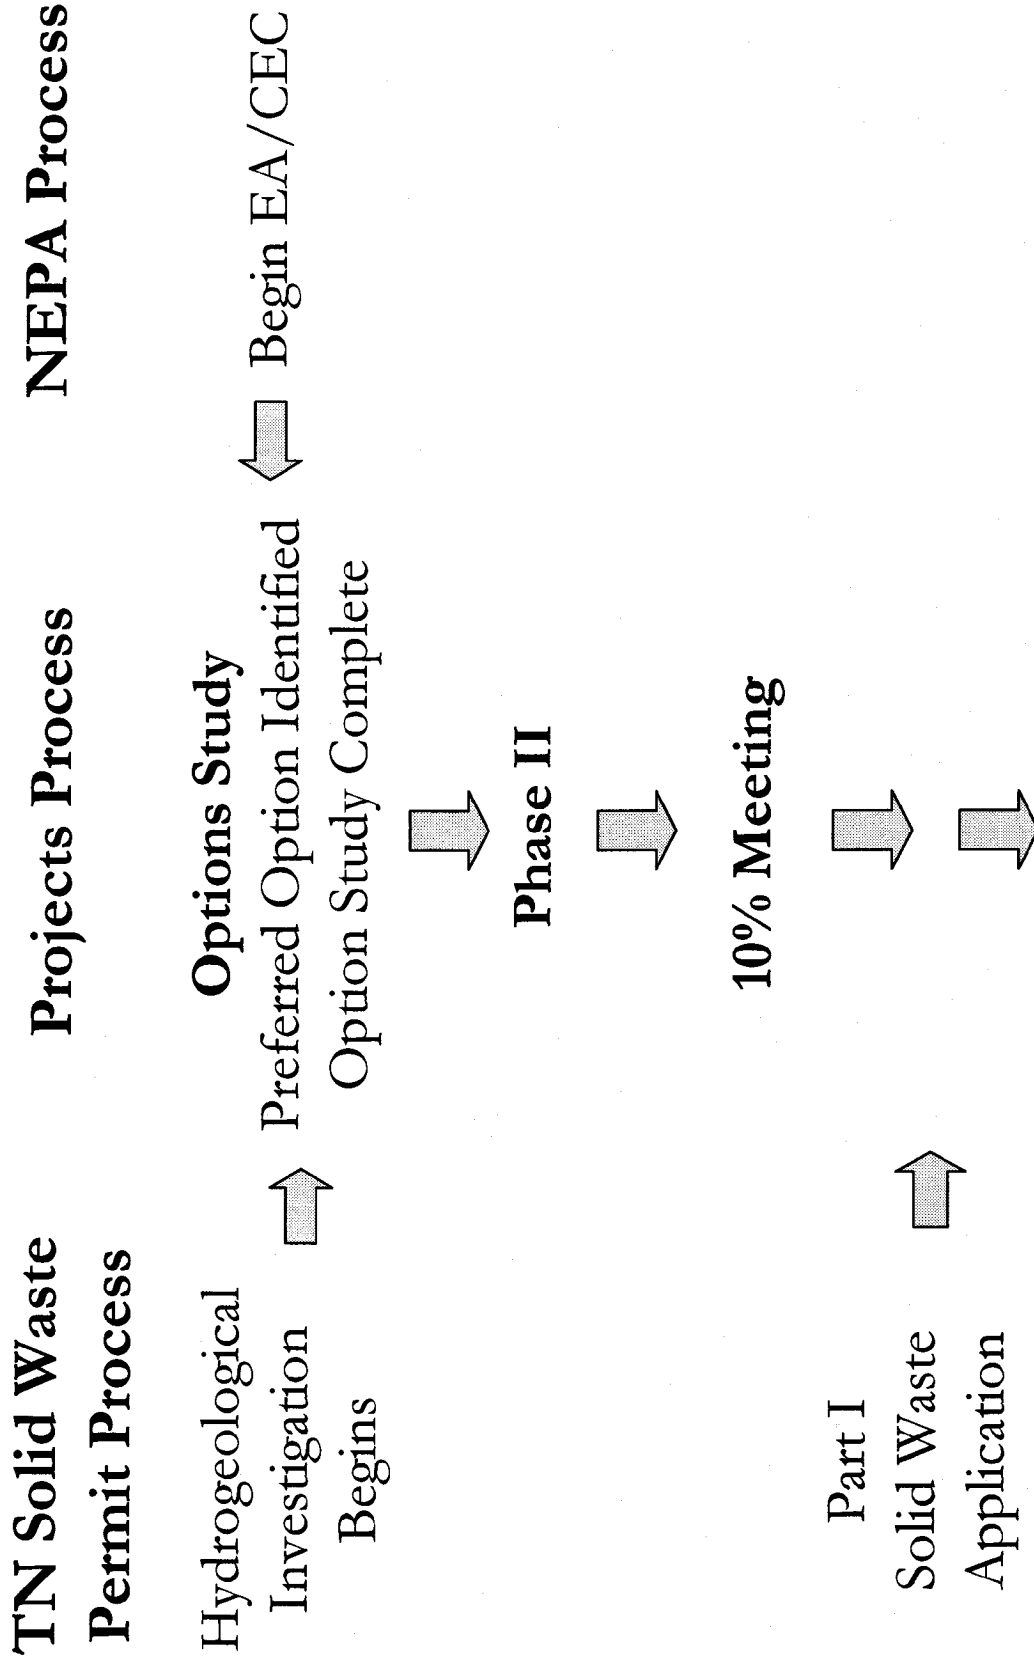 TN Solid Waste
Permit Process
Projects Process
NEPA Process
Hydrogeological
Investigation
Begins
Options Study
Preferred Option Identified
Option Study Complete
Begin EA/CEC
Phase II
10% Meeting
Part I
Solid Waste
Application